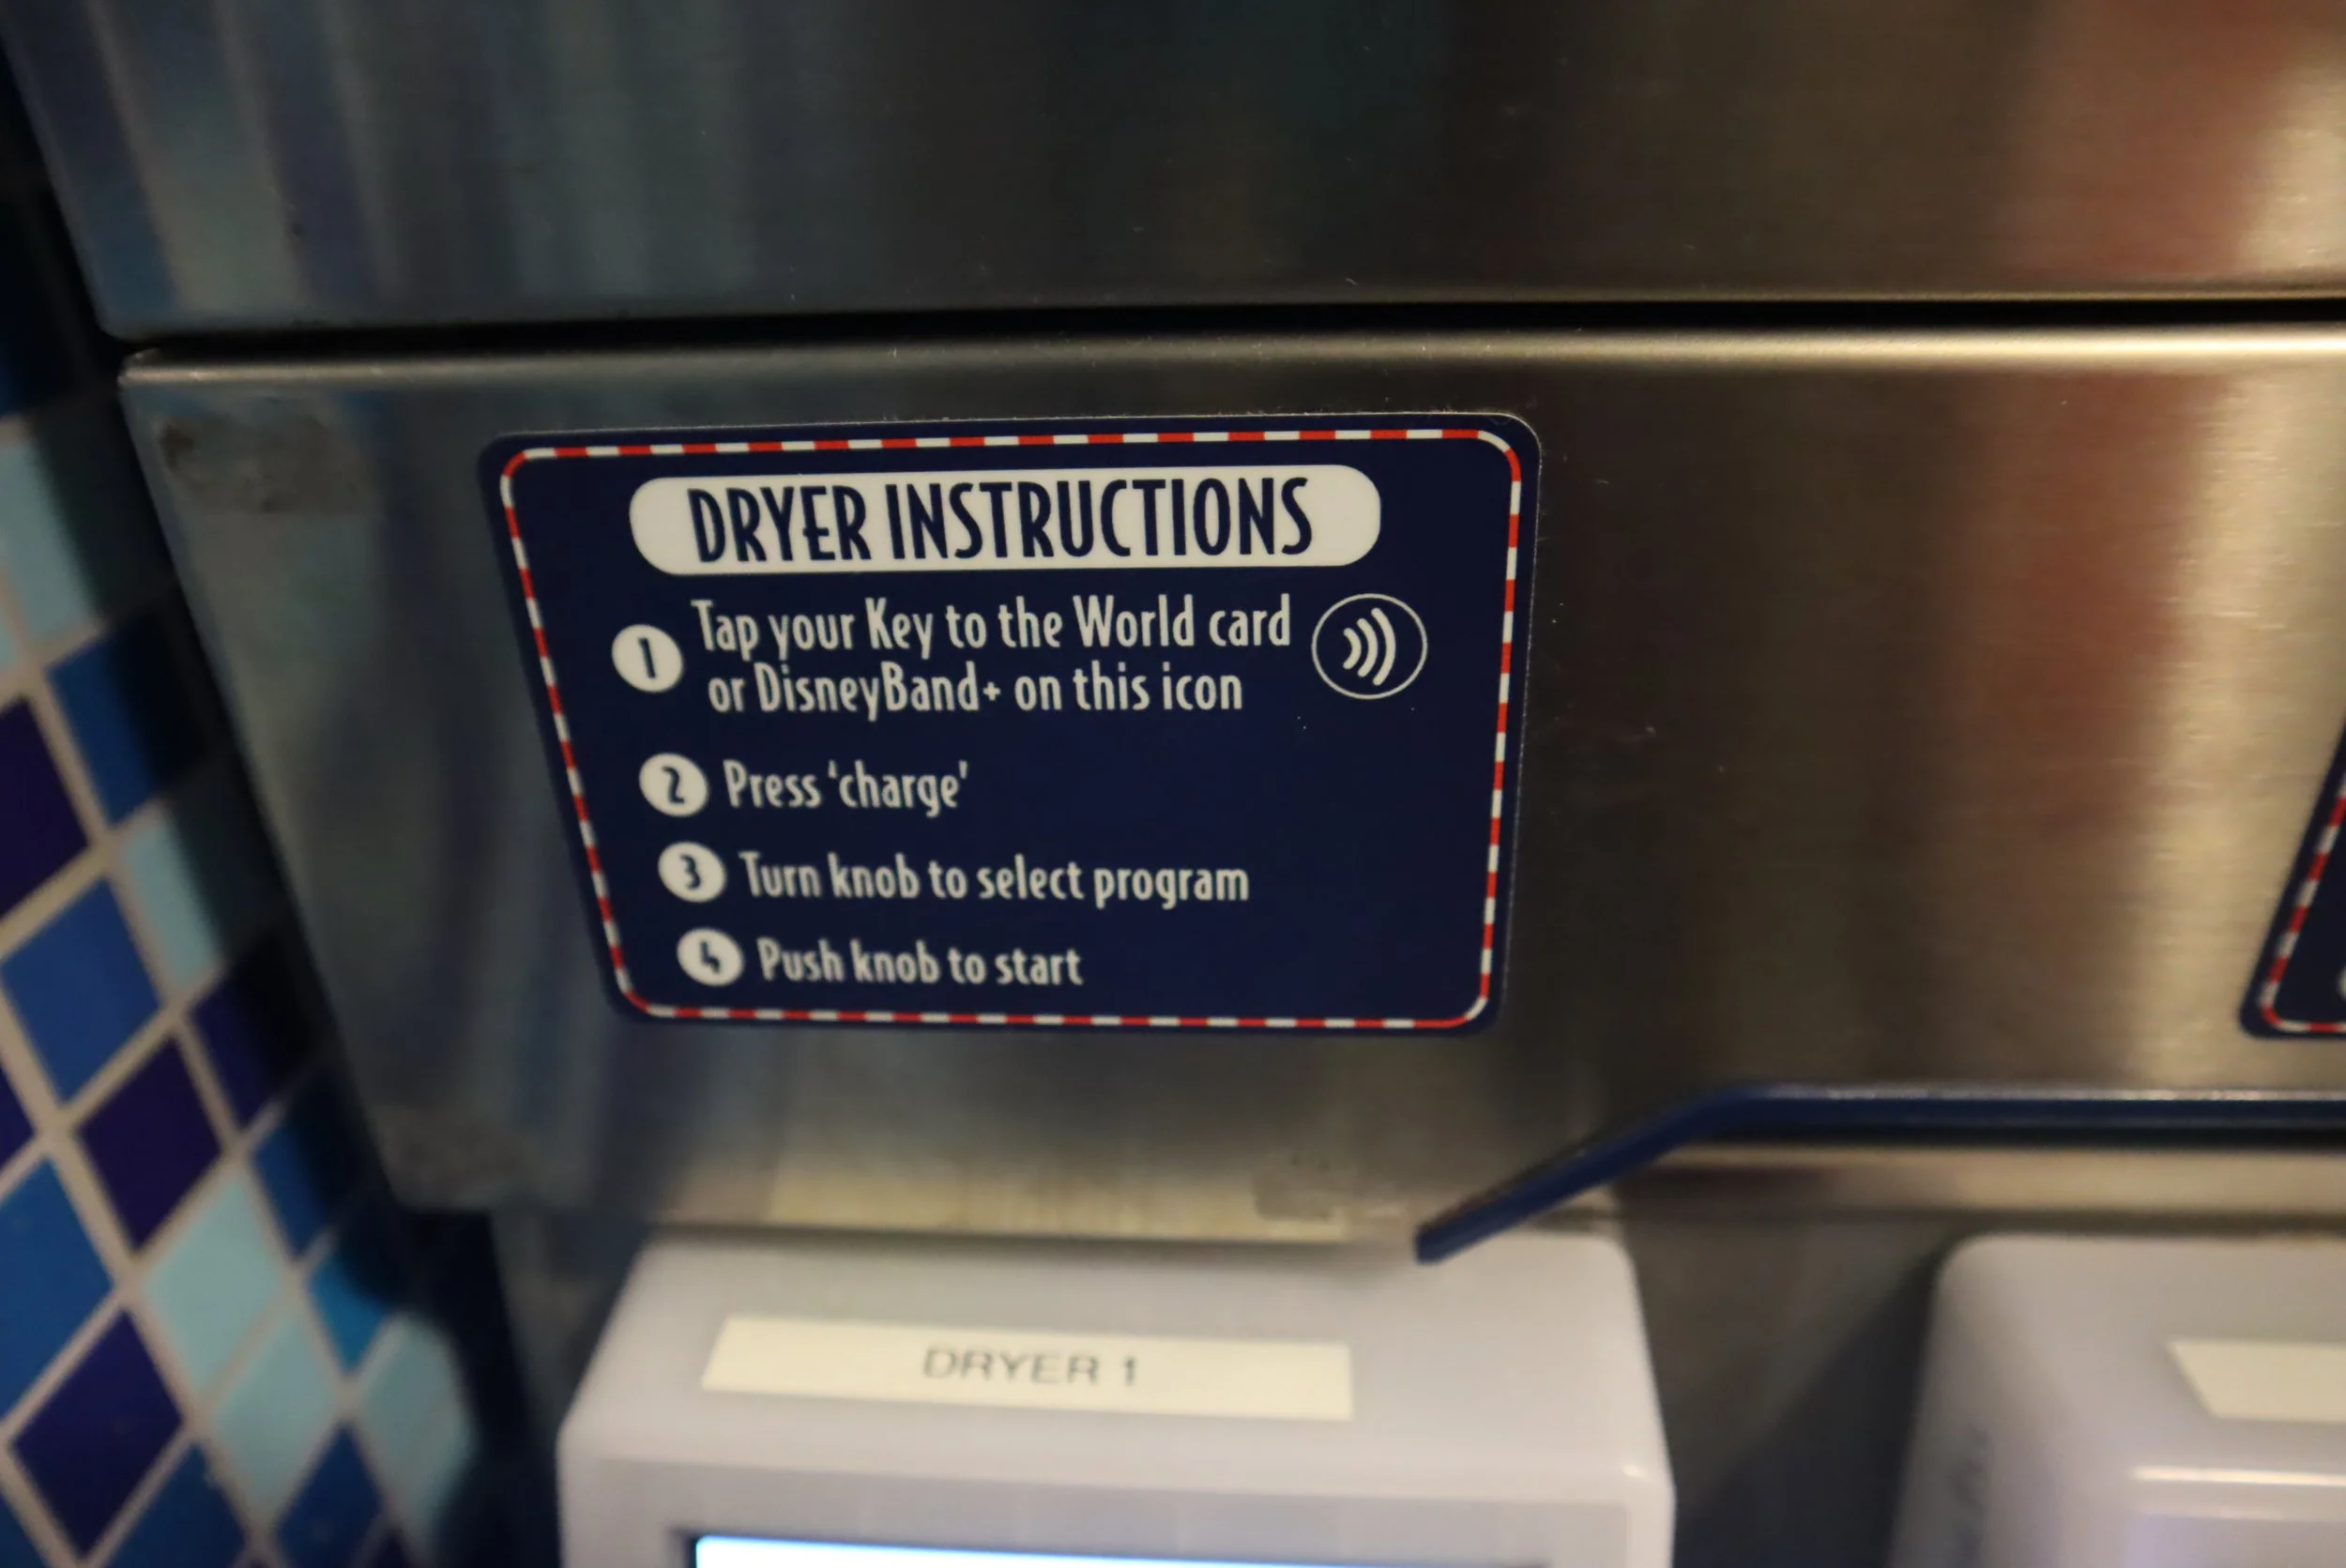 DRYER INSTRUCTIONS
1 Tap your Key to the World card
or DisneyBand+ on this icon
2 Press 'charge'
3 Turn knob to select program
4 Push knob to start
DRYER 1